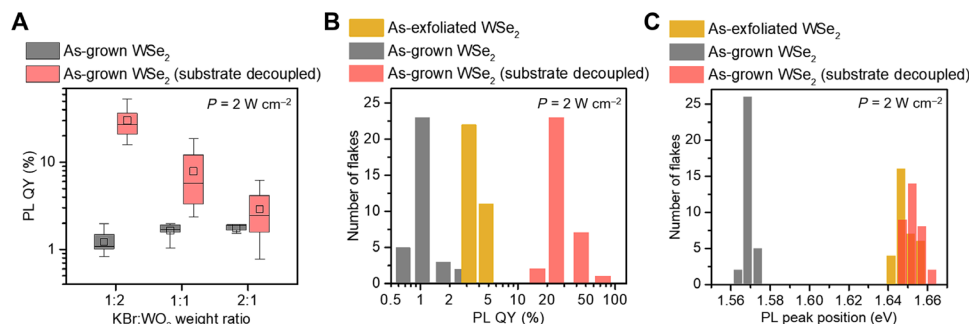 A
As-grown WSe₂
As-grown WSe₂ (substrate decoupled)
P = 2 W cm⁻²
PL QY (%)
10
1
1:2
1:1
2:1
KBr:WO₃ weight ratio
B
As-exfoliated WSe₂
As-grown WSe₂
As-grown WSe₂ (substrate decoupled)
P = 2 W cm⁻²
Number of flakes
25
20
15
10
5
0
0.5
1
2
5
10
20
50
100
PL QY (%)
C
As-exfoliated WSe₂
As-grown WSe₂
As-grown WSe₂ (substrate decoupled)
P = 2 W cm⁻²
Number of flakes
25
20
15
10
5
0
1.56
1.58
1.60
1.62
1.64
1.66
PL peak position (eV)